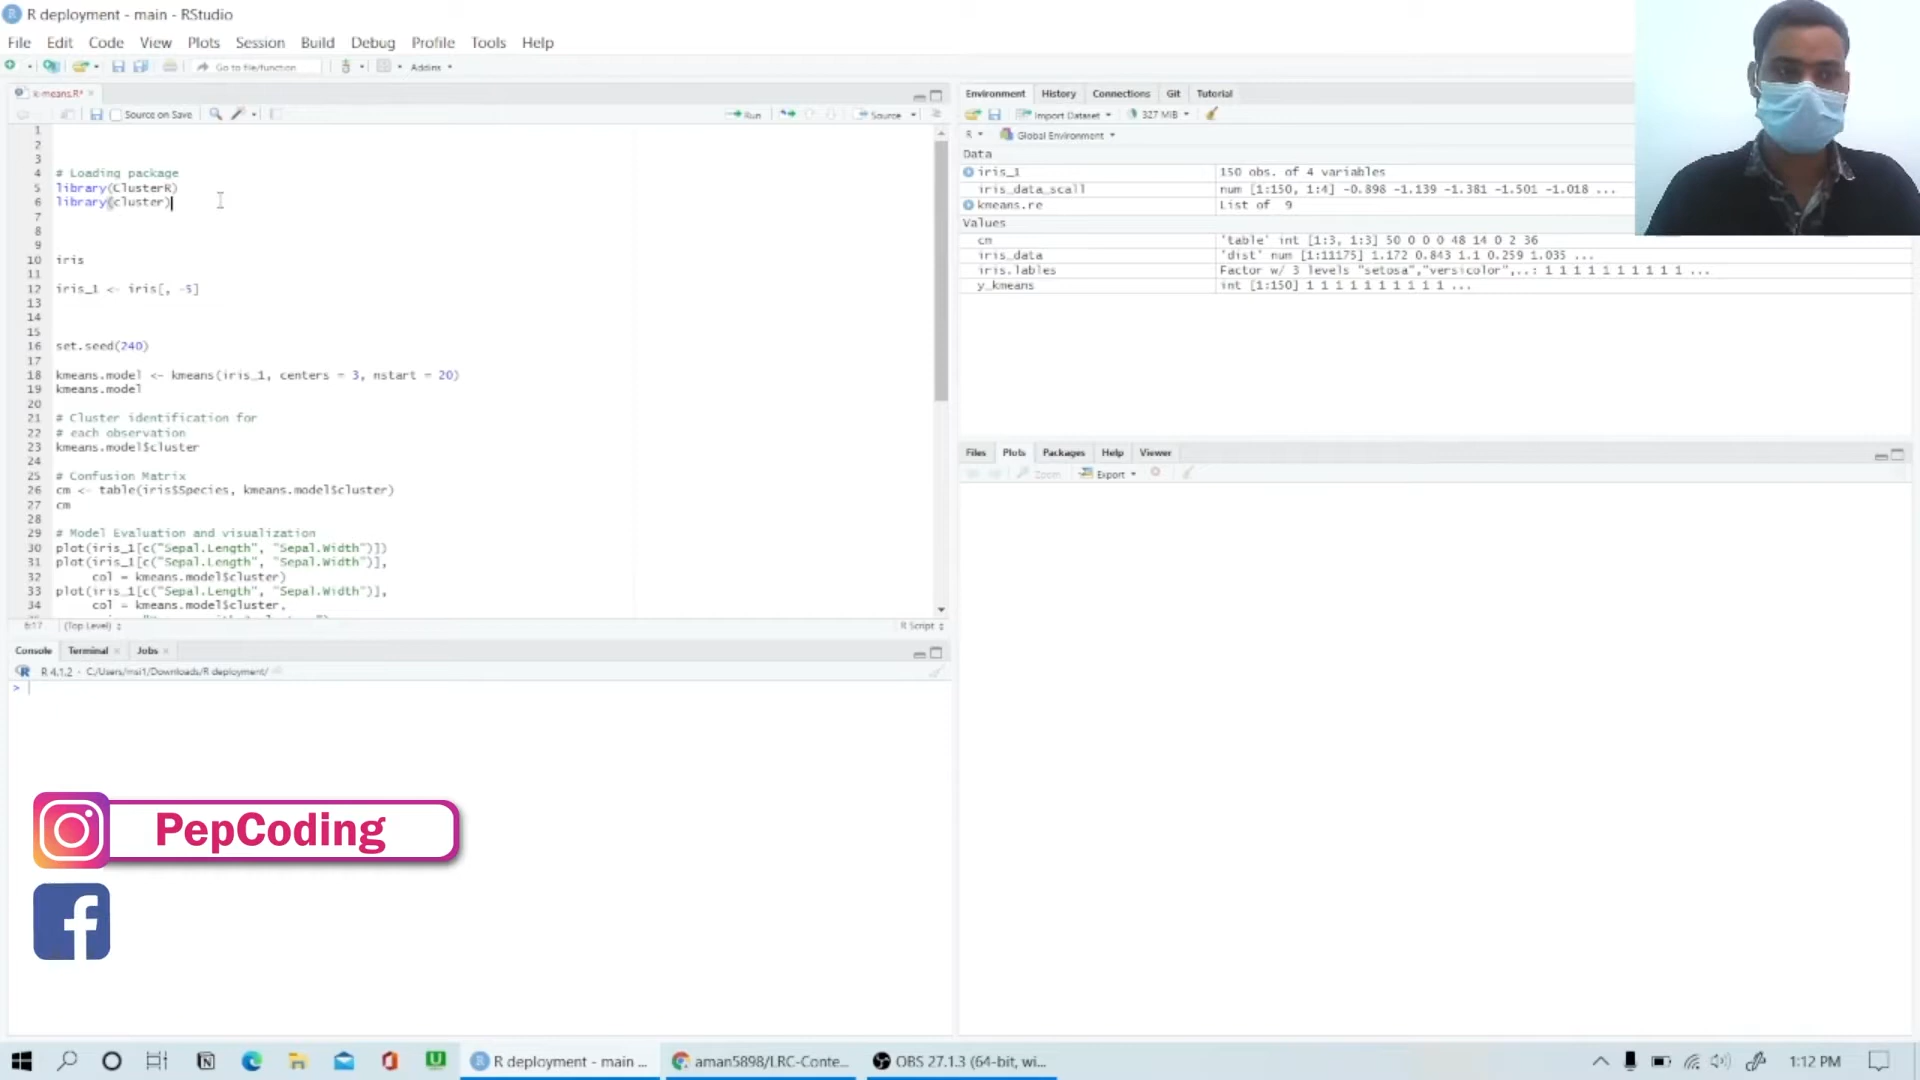 R deployment - main - RStudio
File Edit Code View Plots Session Build Debug Profile Tools Help
Go to file/function Addins
k-means.R*
Source on Save Run Source
1
2
3
4 # Loading package
5 library(ClusterR)
6 library(cluster)
7
8
9
10 iris
11
12 iris_1 <- iris[, -5]
13
14
15
16 set.seed(240)
17
18 kmeans.model <- kmeans(iris_1, centers = 3, nstart = 20)
19 kmeans.model
20
21 # Cluster identification for
22 # each observation
23 kmeans.model$cluster
24
25 # Confusion Matrix
26 cm <- table(iris$Species, kmeans.model$cluster)
27 cm
28
29 # Model Evaluation and visualization
30 plot(iris_1[c("Sepal.Length", "Sepal.Width")])
31 plot(iris_1[c("Sepal.Length", "Sepal.Width")],
32 col = kmeans.model$cluster)
33 plot(iris_1[c("Sepal.Length", "Sepal.Width")],
34 col = kmeans.model$cluster,
6:17 (Top Level) R Script
Console Terminal Jobs
R 4.1.2 · C:/Users/msi1/Downloads/R deployment/
>
Environment History Connections Git Tutorial
Import Dataset 327 MiB
R Global Environment
Data
iris_1 150 obs. of 4 variables
iris_data_scall num [1:150, 1:4] -0.898 -1.139 -1.381 -1.501 -1.018 ...
kmeans.re List of 9
Values
cm 'table' int [1:3, 1:3] 50 0 0 0 48 14 0 2 36
iris_data 'dist' num [1:11175] 1.172 0.843 1.1 0.259 1.035 ...
iris.lables Factor w/ 3 levels "setosa","versicolor",..: 1 1 1 1 1 1 1 1 1 1 ...
y_kmeans int [1:150] 1 1 1 1 1 1 1 1 1 1 ...
Files Plots Packages Help Viewer
Zoom Export
PepCoding
R deployment - main ... aman5898/LRC-Conte... OBS 27.1.3 (64-bit, wi... 1:12 PM